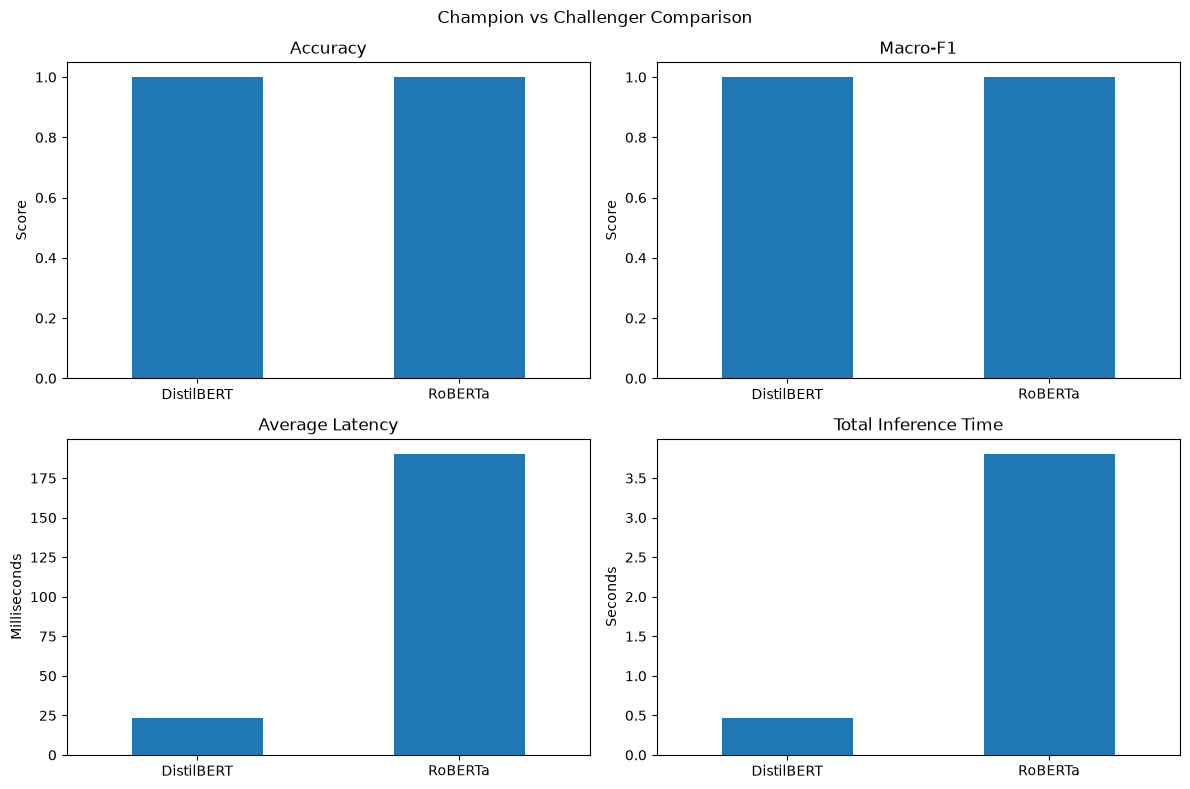 Champion vs Challenger Comparison
Accuracy
1.0
0.8
0.6
0.4
0.2
0.0
Score
DistilBERT
RoBERTa
Macro-F1
1.0
0.8
0.6
0.4
0.2
0.0
Score
DistilBERT
RoBERTa
Average Latency
175
150
125
100
75
50
25
0
Milliseconds
DistilBERT
RoBERTa
Total Inference Time
3.5
3.0
2.5
2.0
1.5
1.0
0.5
0.0
Seconds
DistilBERT
RoBERTa